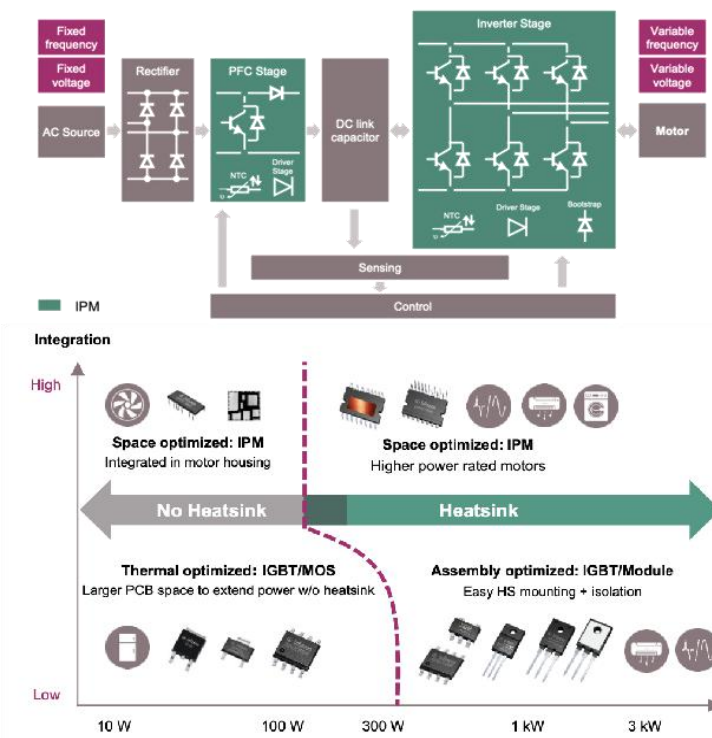 Fixed
frequency
Fixed
voltage
AC Source
Rectifier
PFC Stage
NTC
Driver
Stage
DC link
capacitor
Inverter Stage
NTC
Driver Stage
Bootstrap
Variable
frequency
Variable
voltage
Motor
Sensing
Control
IPM
Integration
High
Space optimized: IPM
Integrated in motor housing
Space optimized: IPM
Higher power rated motors
No Heatsink
Heatsink
Thermal optimized: IGBT/MOS
Larger PCB space to extend power w/o heatsink
Assembly optimized: IGBT/Module
Easy HS mounting + isolation
Low
10 W
100 W
300 W
1 kW
3 kW